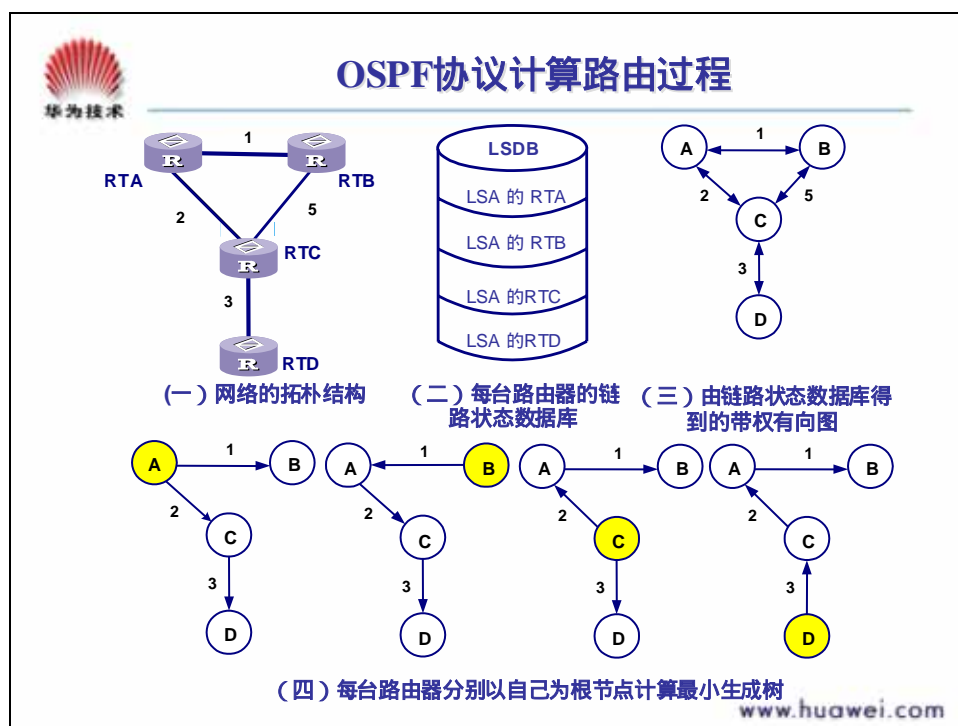 华为技术
OSPF协议计算路由过程
1
R
R
RTA
RTB
2
5
R
RTC
3
R
RTD
(一）网络的拓朴结构
LSDB
LSA 的 RTA
LSA 的 RTB
LSA 的RTC
LSA 的RTD
（二）每台路由器的链
路状态数据库
1
A
B
2
5
C
3
D
（三）由链路状态数据库得
到的带权有向图
A
1
B
2
C
3
D
A
1
B
2
C
3
D
A
1
B
2
C
3
D
A
1
B
2
C
3
D
（四）每台路由器分别以自己为根节点计算最小生成树
www.huawei.com